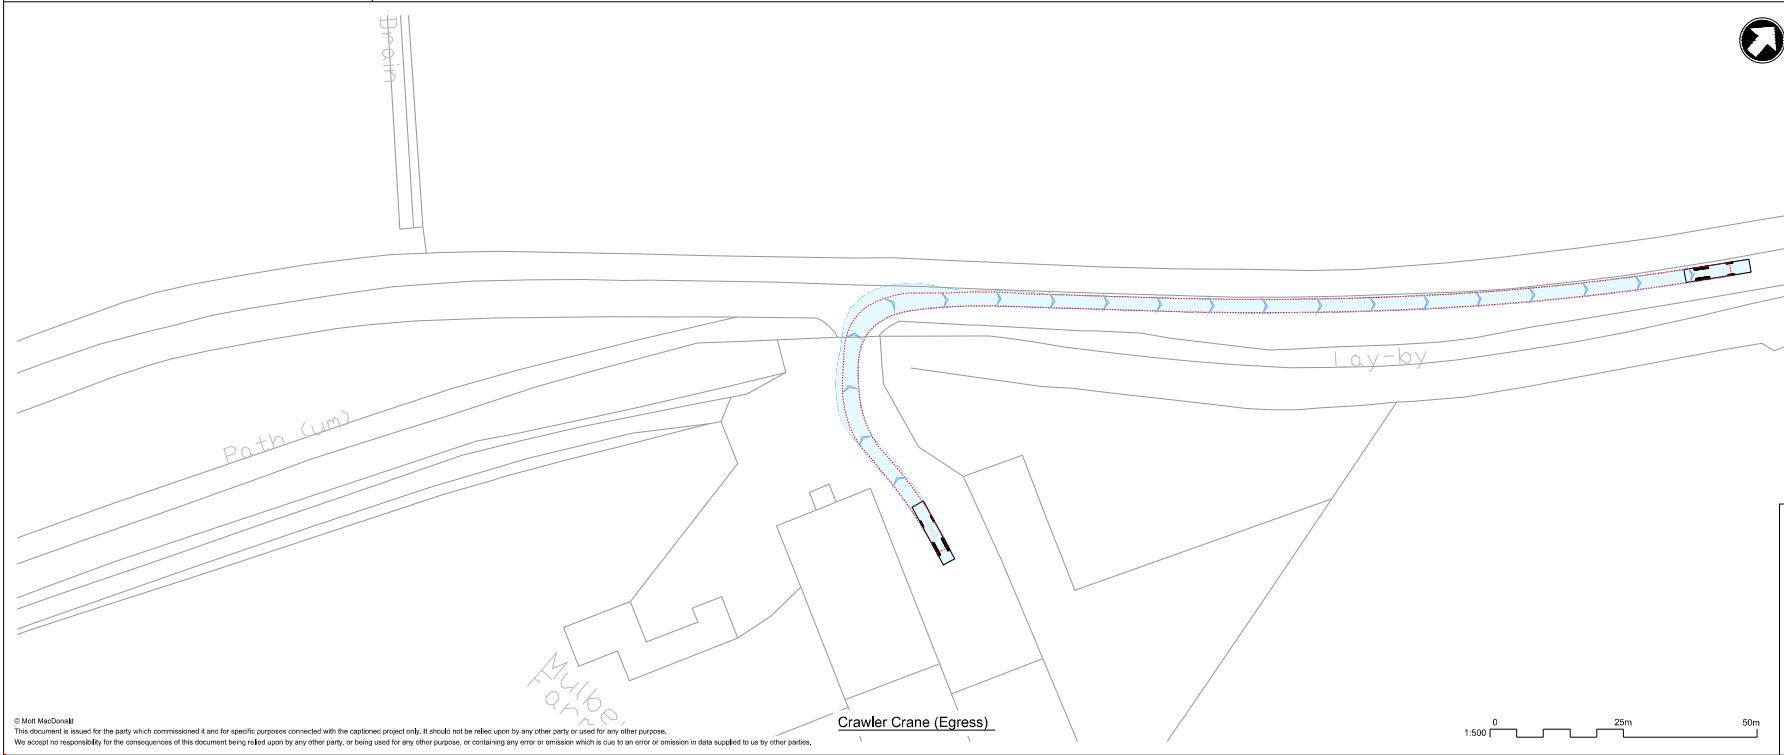 Drain
Lay-by
Path (um)
Crawler Crane (Egress)
0 25m 50m
1:500
© Mott MacDonald
This document is issued for the party which commissioned it and for specific purposes connected with the captioned project only. It should not be relied upon by any other party or used for any other purpose.
We accept no responsibility for the consequences of this document being relied upon by any other party, or being used for any other purpose, or containing any error or omission which is due to an error or omission in data supplied to us by other parties.